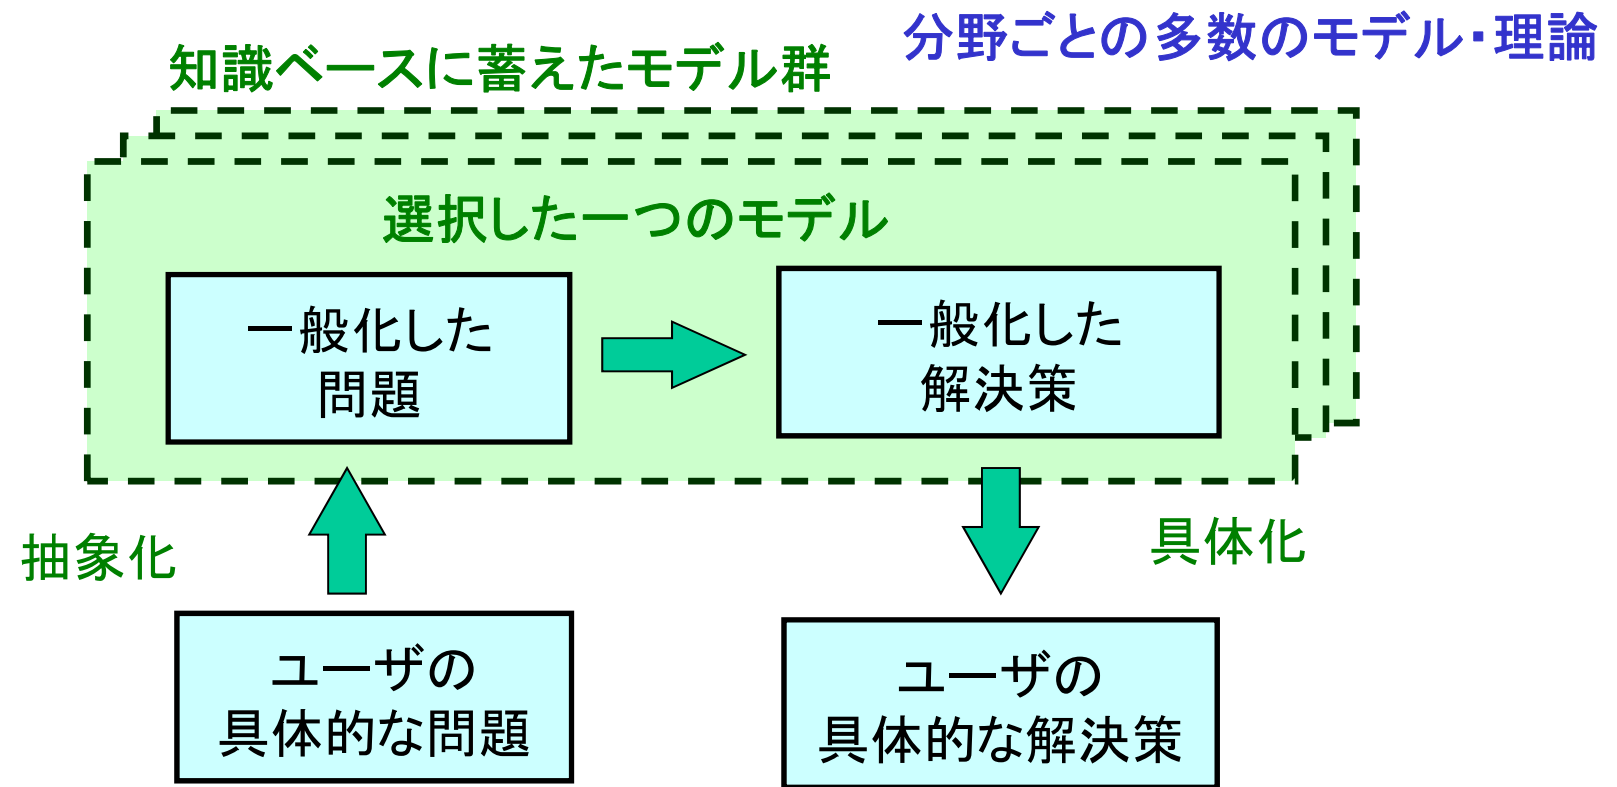 分野ごとの多数のモデル・理論
知識ベースに蓄えたモデル群
選択した一つのモデル
一般化した
問題
一般化した
解決策
抽象化
具体化
ユーザの
具体的な問題
ユーザの
具体的な解決策